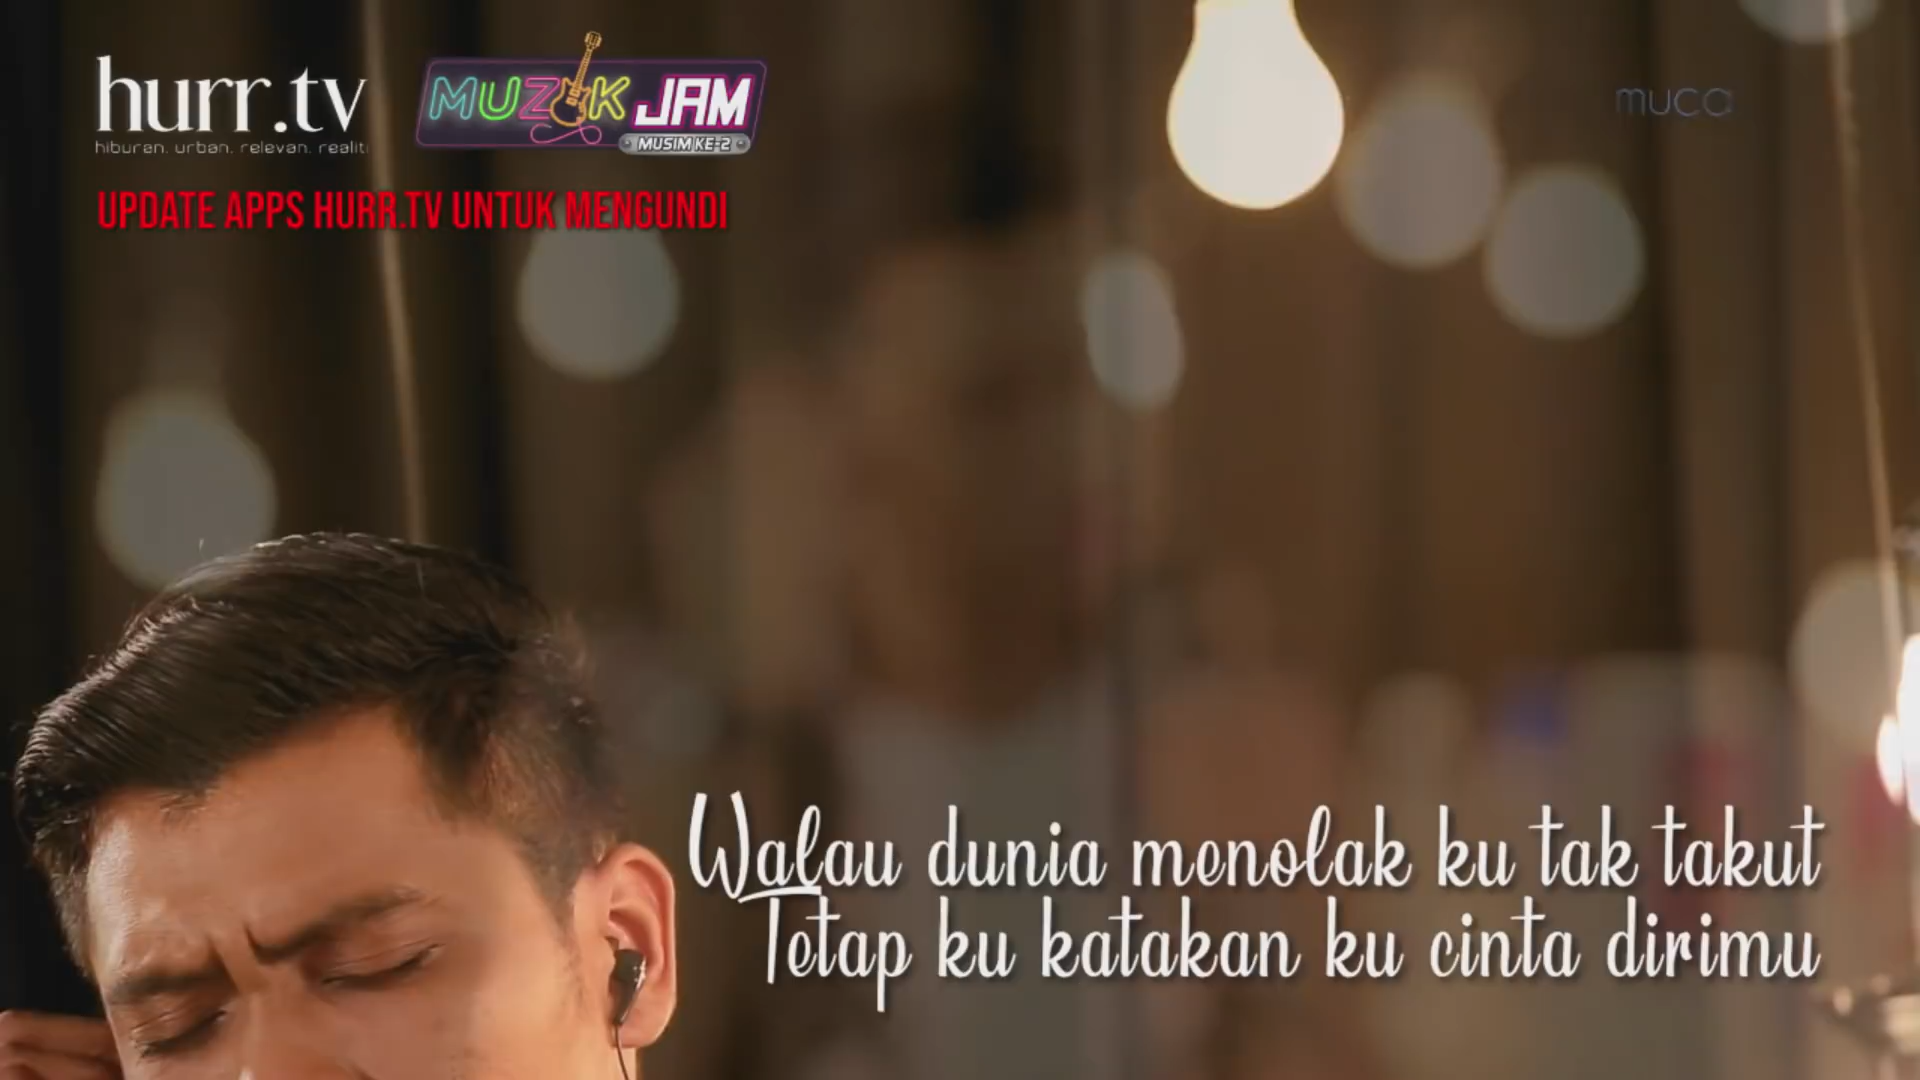 hurr.tv
hiburan. urban. relevan. realiti
MUZIK JAM
MUSIM KE-2
UPDATE APPS HURR.TV UNTUK MENGUNDI
muca
Walau dunia menolak ku tak takut
Tetap ku katakan ku cinta dirimu